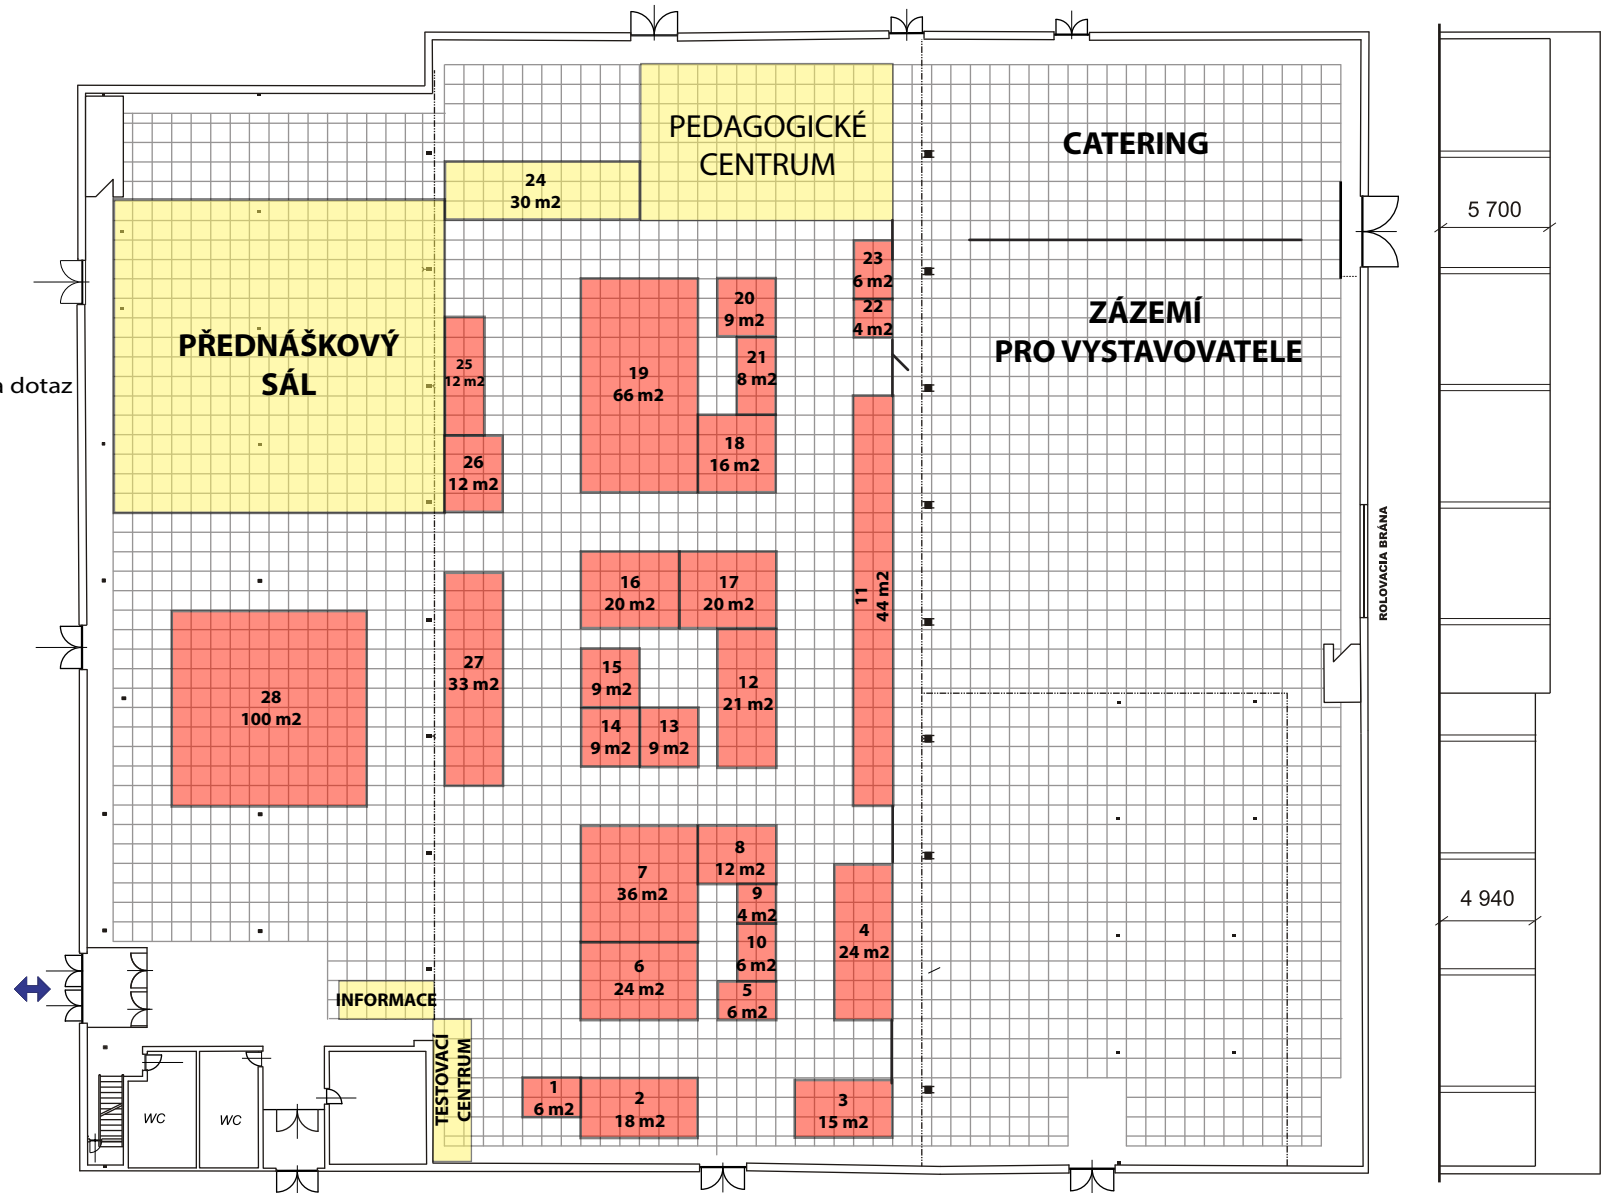 PEDAGOGICKÉ
CENTRUM
CATERING
24
30 m2
5 700
23
6 m2
22
4 m2
20
9 m2
21
8 m2
ZÁZEMÍ
PRO VYSTAVOVATELE
PŘEDNÁŠKOVÝ
SÁL
dotaz
25
12 m2
19
66 m2
18
16 m2
26
12 m2
11
44 m2
ROLOVACIA BRÁNA
16
20 m2
17
20 m2
27
33 m2
15
9 m2
12
21 m2
28
100 m2
14
9 m2
13
9 m2
7
36 m2
8
12 m2
9
4 m2
10
6 m2
4
24 m2
4 940
6
24 m2
5
6 m2
INFORMACE
TESTOVACÍ
CENTRUM
1
6 m2
2
18 m2
3
15 m2
WC
WC